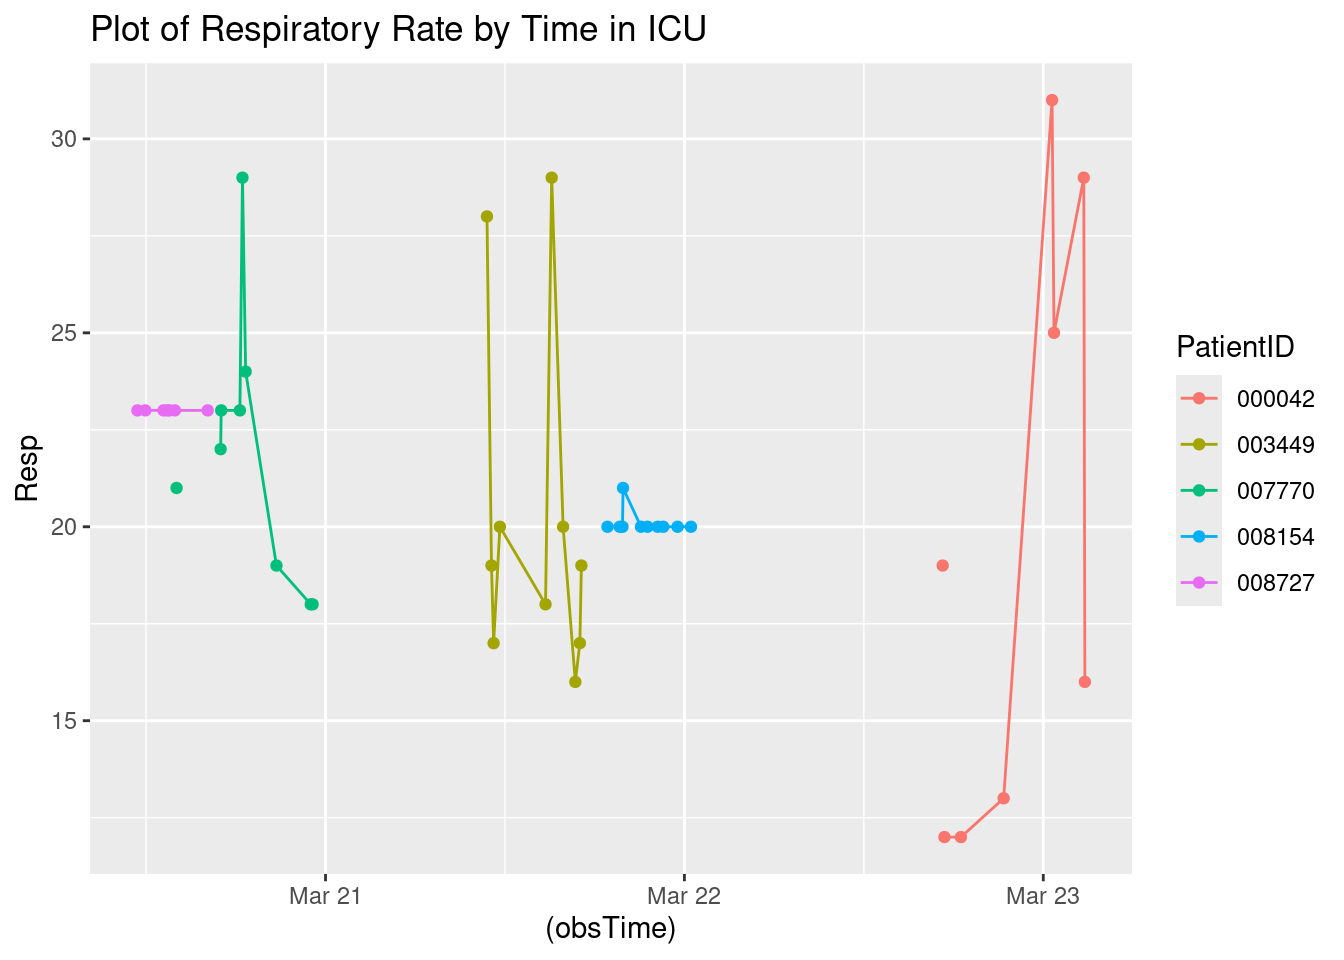 Plot of Respiratory Rate by Time in ICU
30
25
20
15
Resp
Mar 21
Mar 22
Mar 23
(obsTime)
PatientID
000042
003449
007770
008154
008727